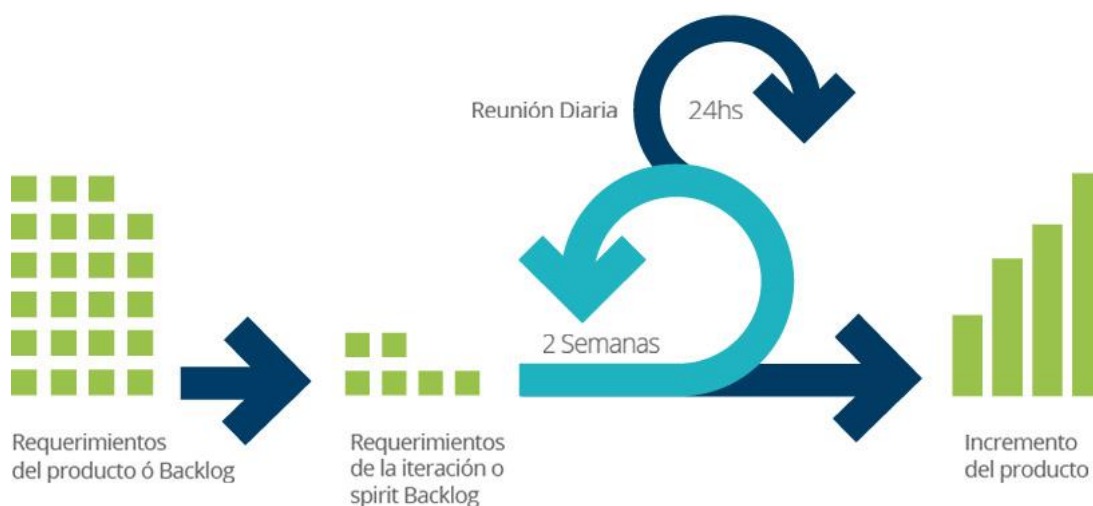 Reunión Diaria
24hs
2 Semanas
Requerimientos
del producto ó Backlog
Requerimientos
de la iteración o
spirit Backlog
Incremento
del producto